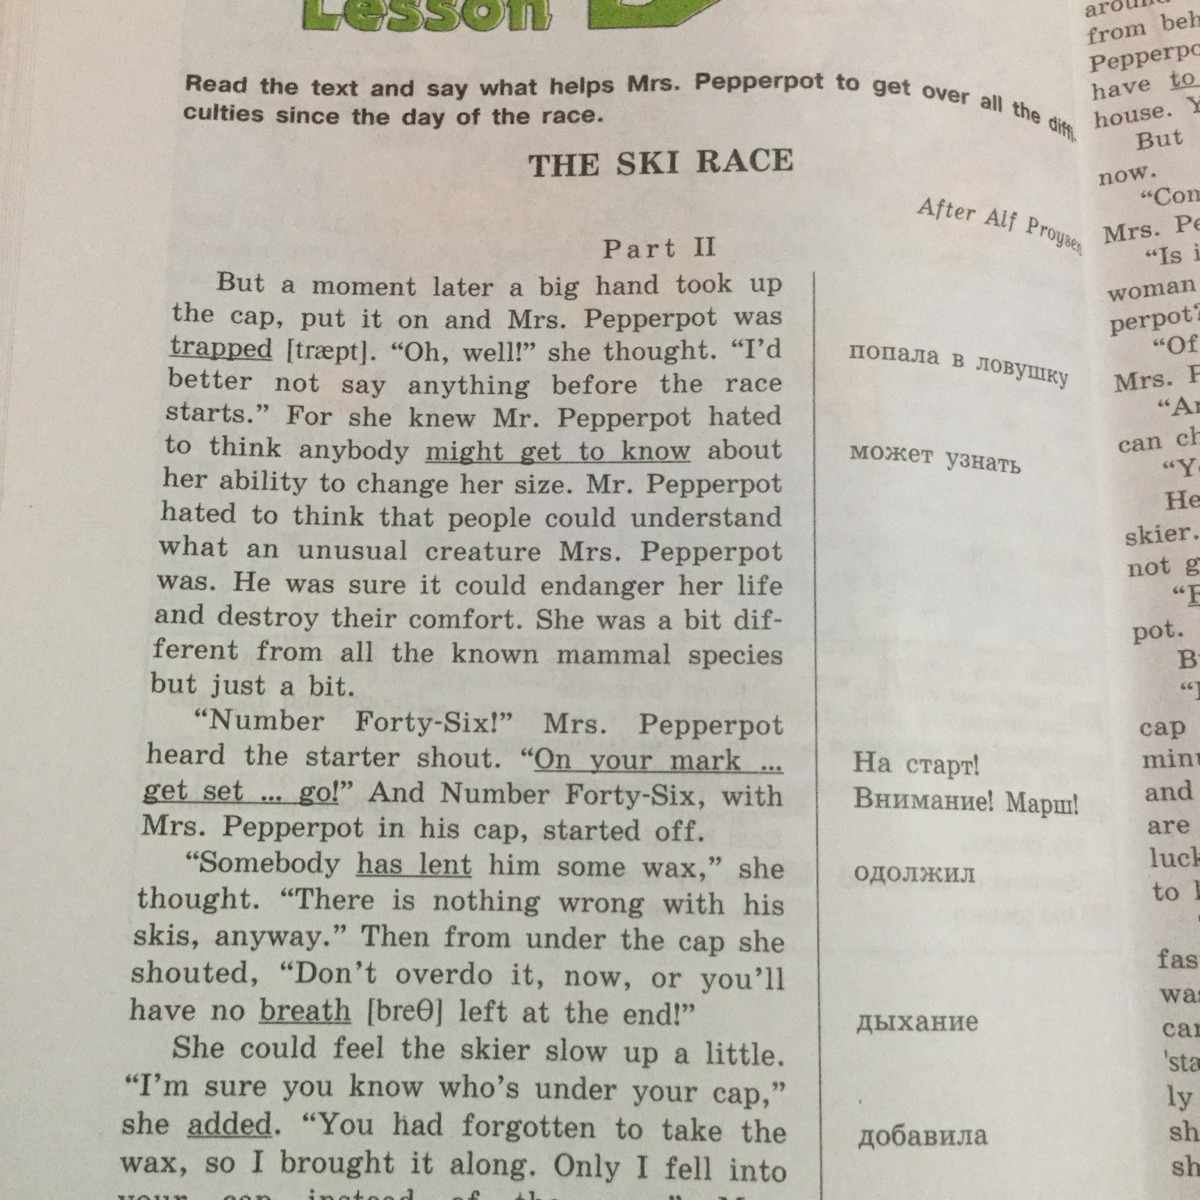 Lesson
Read the text and say what helps Mrs. Pepperpot to get over all the diffi-
culties since the day of the race.
THE SKI RACE
After Alf Proysen
Part II
But a moment later a big hand took up
the cap, put it on and Mrs. Pepperpot was
trapped [træpt]. “Oh, well!” she thought. “I’d
better not say anything before the race
starts.” For she knew Mr. Pepperpot hated
to think anybody might get to know about
her ability to change her size. Mr. Pepperpot
hated to think that people could understand
what an unusual creature Mrs. Pepperpot
was. He was sure it could endanger her life
and destroy their comfort. She was a bit dif-
ferent from all the known mammal species
but just a bit.
“Number Forty-Six!” Mrs. Pepperpot
heard the starter shout. “On your mark ...
get set ... go!” And Number Forty-Six, with
Mrs. Pepperpot in his cap, started off.
“Somebody has lent him some wax,” she
thought. “There is nothing wrong with his
skis, anyway.” Then from under the cap she
shouted, “Don’t overdo it, now, or you’ll
have no breath [breθ] left at the end!”
She could feel the skier slow up a little.
“I’m sure you know who’s under your cap,”
she added. “You had forgotten to take the
wax, so I brought it along. Only I fell into
попала в ловушку
может узнать
На старт!
Внимание! Марш!
одолжил
дыхание
добавила
from
have to
house.
But
now.
Mrs.
“Is
woman
“Of
Mrs.
can
He
skier.
not
pot.
cap
and
are
to